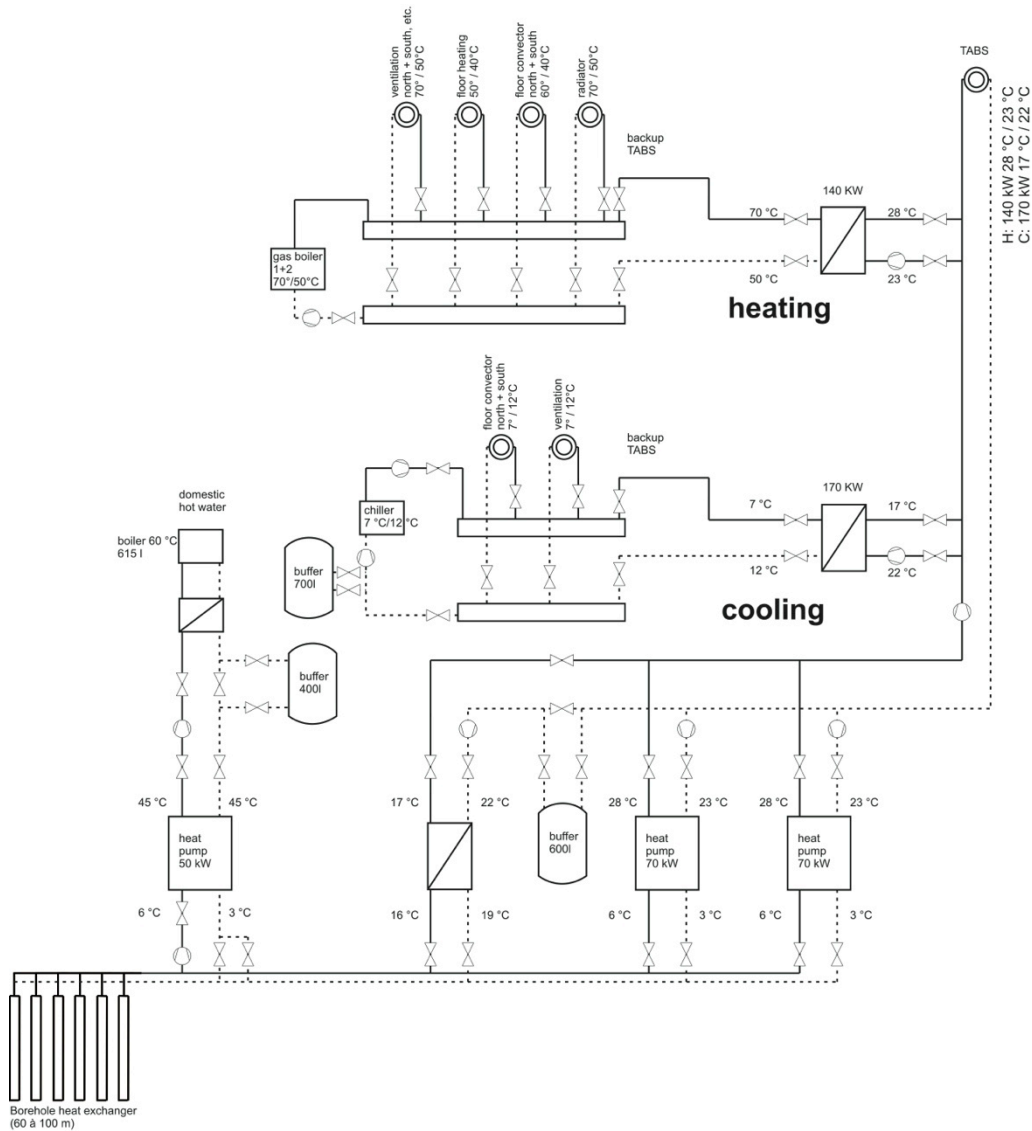 ventilation
north + south, etc.
70° / 50°C
floor heating
50° / 40°C
floor convector
north + south
60° / 40°C
radiator
70° / 50°C
TABS
H: 140 kW 28 °C / 23 °C
C: 170 kW 17 °C / 22 °C
backup
TABS
140 KW
70 °C
28 °C
gas boiler
1+2
70°/50°C
50 °C
23 °C
heating
floor convector
north + south
7° / 12°C
ventilation
7° / 12°C
backup
TABS
170 KW
7 °C
17 °C
chiller
7 °C/12 °C
domestic
hot water
boiler 60 °C
615 l
buffer
700l
12 °C
22 °C
cooling
buffer
400l
45 °C
45 °C
17 °C
22 °C
28 °C
23 °C
28 °C
23 °C
heat
pump
50 kW
buffer
600l
heat
pump
70 kW
heat
pump
70 kW
6 °C
3 °C
16 °C
19 °C
6 °C
3 °C
6 °C
3 °C
Borehole heat exchanger
(60 à 100 m)